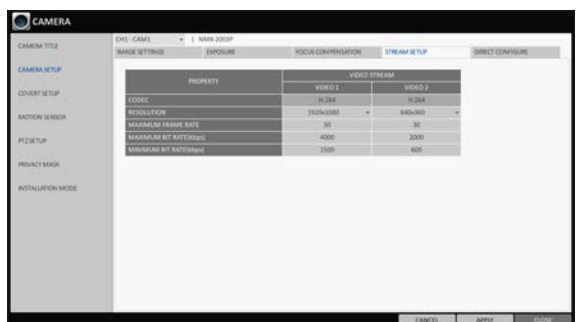 CAMERA
CAMERA TITLE
CAMERA SETUP
COVERT SETUP
MOTION SENSOR
PTZ SETUP
PRIVACY MASK
INSTALLATION MODE
CH1 - CAM1 1 NMX-2003P
IMAGE SETTINGS EXPOSURE FOCUS COMPENSATION STREAM SETUP DIRECT CONFIGURE
PROPERTY VIDEO STREAM
VIDEO 1 VIDEO 2
CODEC H.264 H.264
RESOLUTION 1920x1080 640x360
MAXIMUM FRAME RATE 30 30
MAXIMUM BIT RATE(kbps) 4000 2000
MINIMUM BIT RATE(kbps) 1500 600
CANCEL APPLY CLOSE